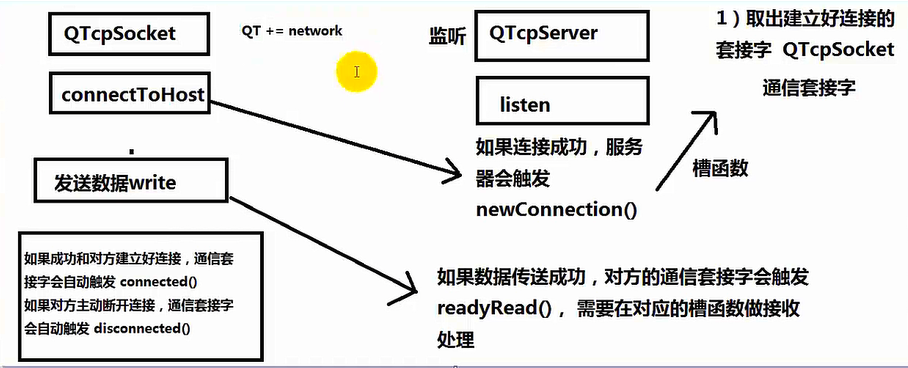 QTcpSocket
QT += network
监听
QTcpServer
1）取出建立好连接的
套接字 QTcpSocket
通信套接字
connectToHost
listen
如果连接成功，服务
器会触发
newConnection()
槽函数
发送数据write
如果成功和对方建立好连接，通信套
接字会自动触发 connected()
如果对方主动断开连接，通信套接字
会自动触发 disconnected()
如果数据传送成功，对方的通信套接字会触发
readyRead()， 需要在对应的槽函数做接收
处理